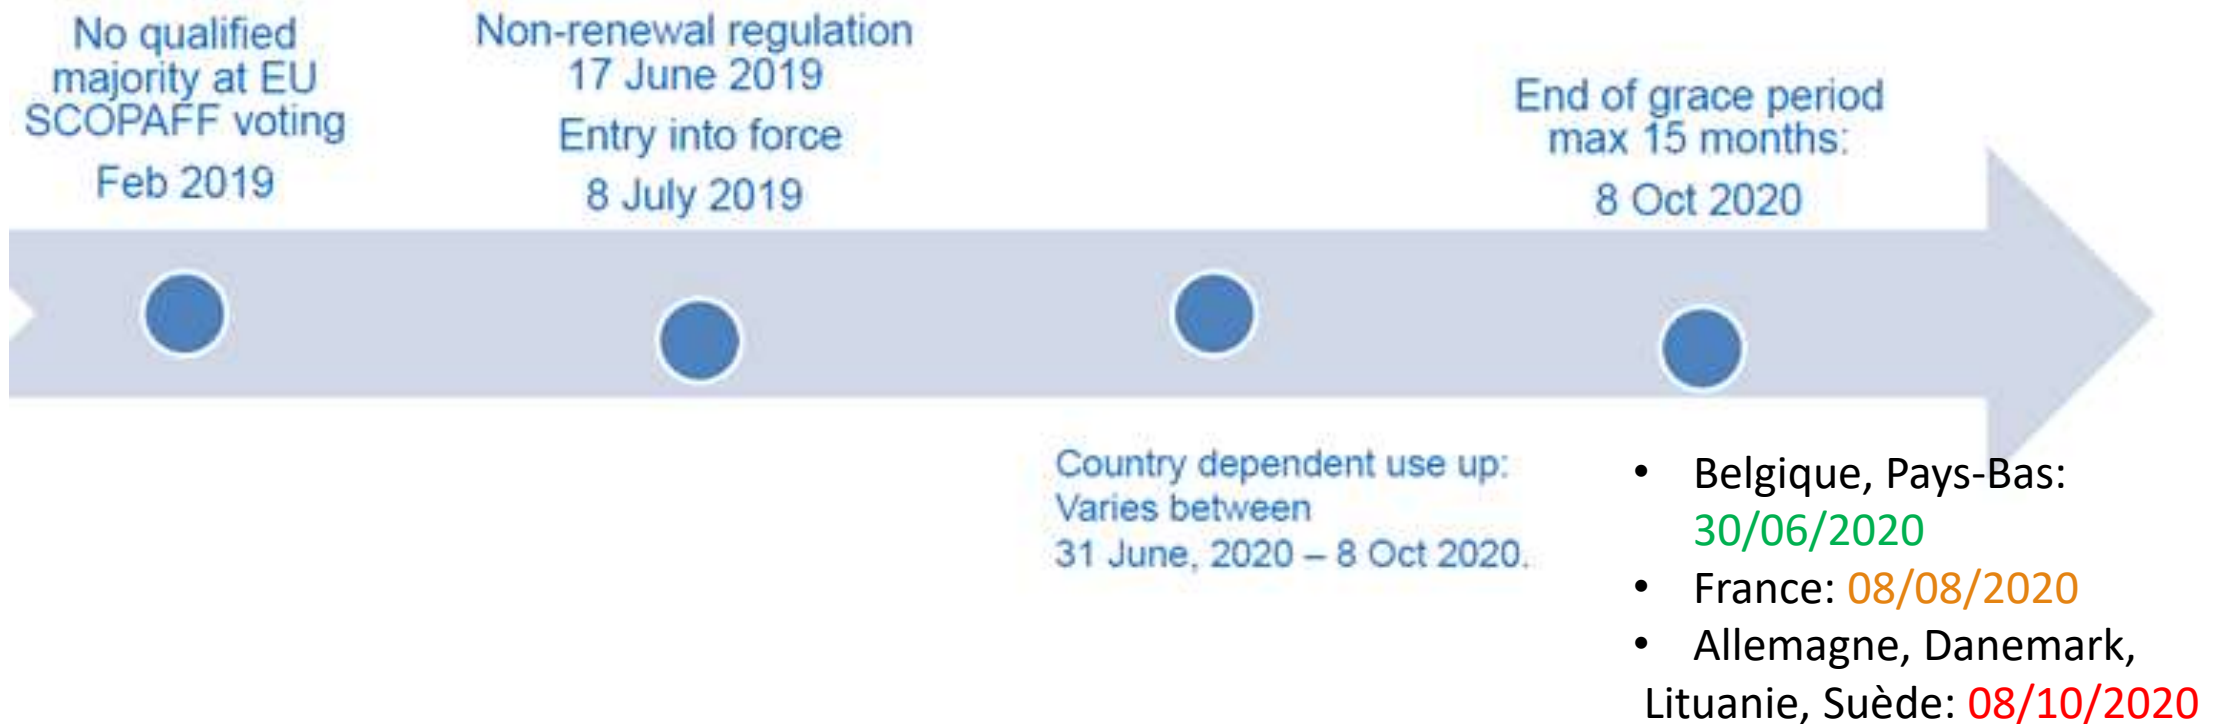 No qualified
majority at EU
SCOPAFF voting
Feb 2019
Non-renewal regulation
17 June 2019
Entry into force
8 July 2019
End of grace period
max 15 months:
8 Oct 2020
Country dependent use up:
Varies between
31 June, 2020 – 8 Oct 2020.
• Belgique, Pays-Bas:
30/06/2020
• France: 08/08/2020
• Allemagne, Danemark,
Lituanie, Suède: 08/10/2020